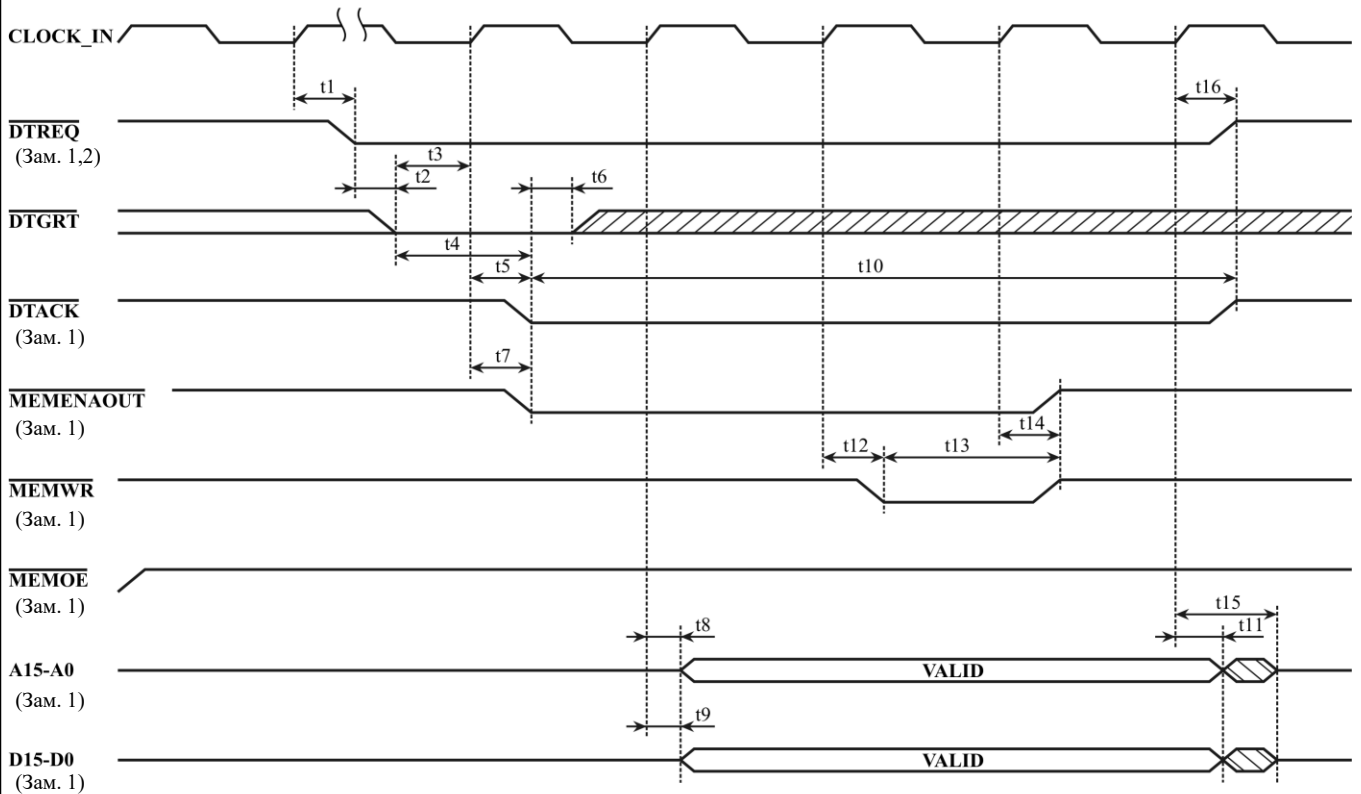 CLOCK_IN
t1
t16
DTREQ
(Зам. 1,2)
t3
t2
t6
DTGRT
t4
t5
t10
DTACK
(Зам. 1)
t7
MEMENAOUT
(Зам. 1)
t14
t12
t13
MEMWR
(Зам. 1)
MEMOE
(Зам. 1)
t15
t8
t11
A15-A0
VALID
(Зам. 1)
t9
D15-D0
VALID
(Зам. 1)